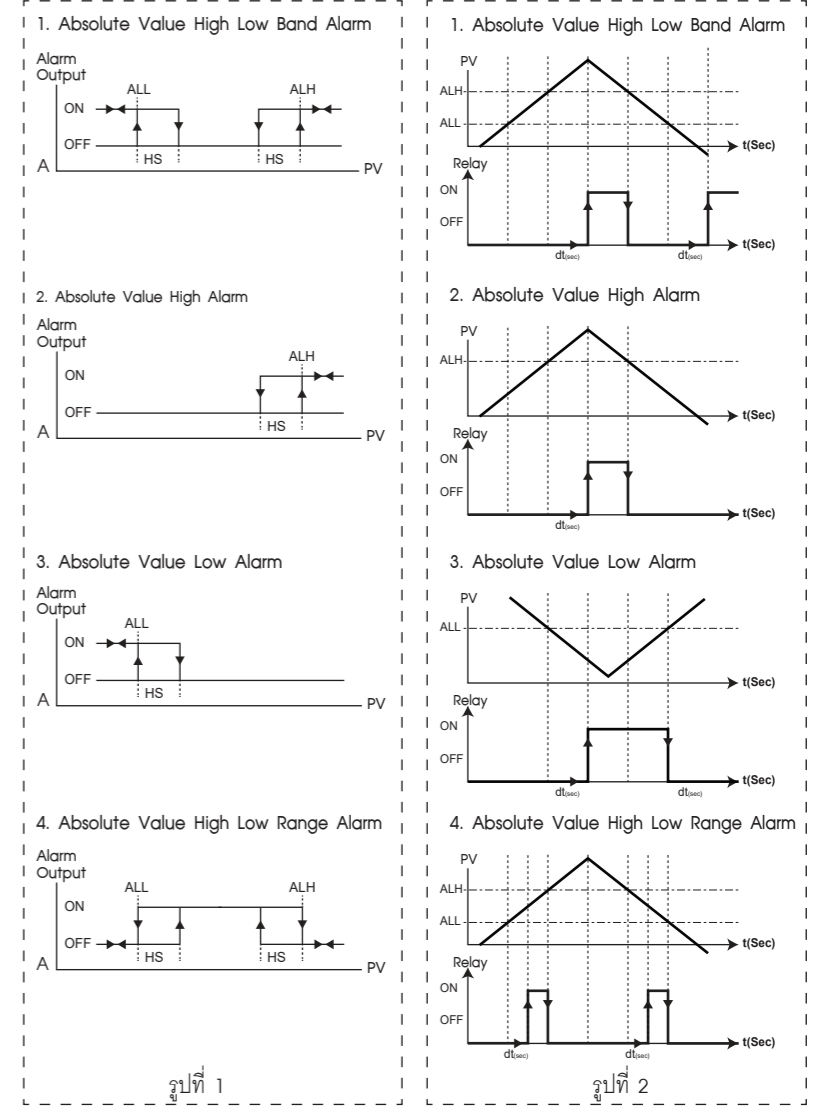 1. Absolute Value High Low Band Alarm
Alarm
Output
ALL
ALH
ON
OFF
HS
HS
A
PV
2. Absolute Value High Alarm
Alarm
Output
ALH
ON
OFF
HS
A
PV
3. Absolute Value Low Alarm
Alarm
Output
ALL
ON
OFF
HS
A
PV
4. Absolute Value High Low Range Alarm
Alarm
Output
ALL
ALH
ON
OFF
HS
HS
A
PV
รูปที่ 1
1. Absolute Value High Low Band Alarm
PV
ALH
ALL
t(Sec)
Relay
ON
OFF
dt(sec)
dt(sec)
t(Sec)
2. Absolute Value High Alarm
PV
ALH
t(Sec)
Relay
ON
OFF
dt(sec)
t(Sec)
3. Absolute Value Low Alarm
PV
ALL
t(Sec)
Relay
ON
OFF
dt(sec)
dt(sec)
t(Sec)
4. Absolute Value High Low Range Alarm
PV
ALH
ALL
t(Sec)
Relay
ON
OFF
dt(sec)
dt(sec)
t(Sec)
รูปที่ 2